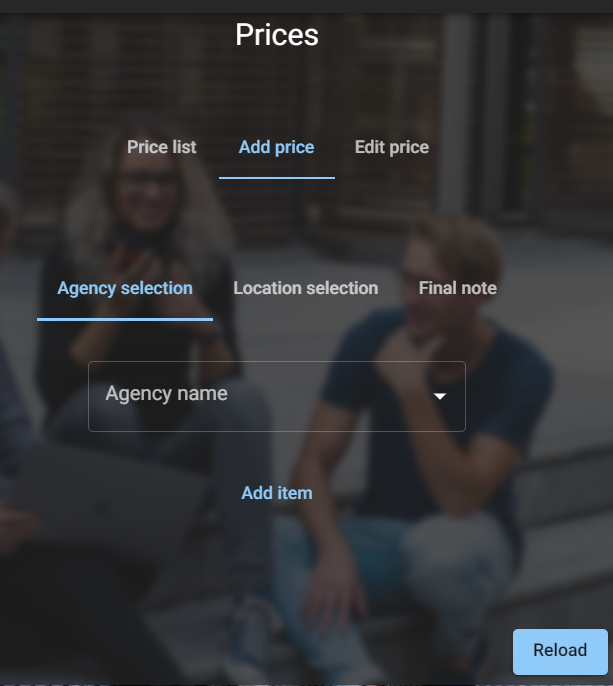 Prices
Price list Add price Edit price
Agency selection Location selection Final note
Agency name
Add item
Reload